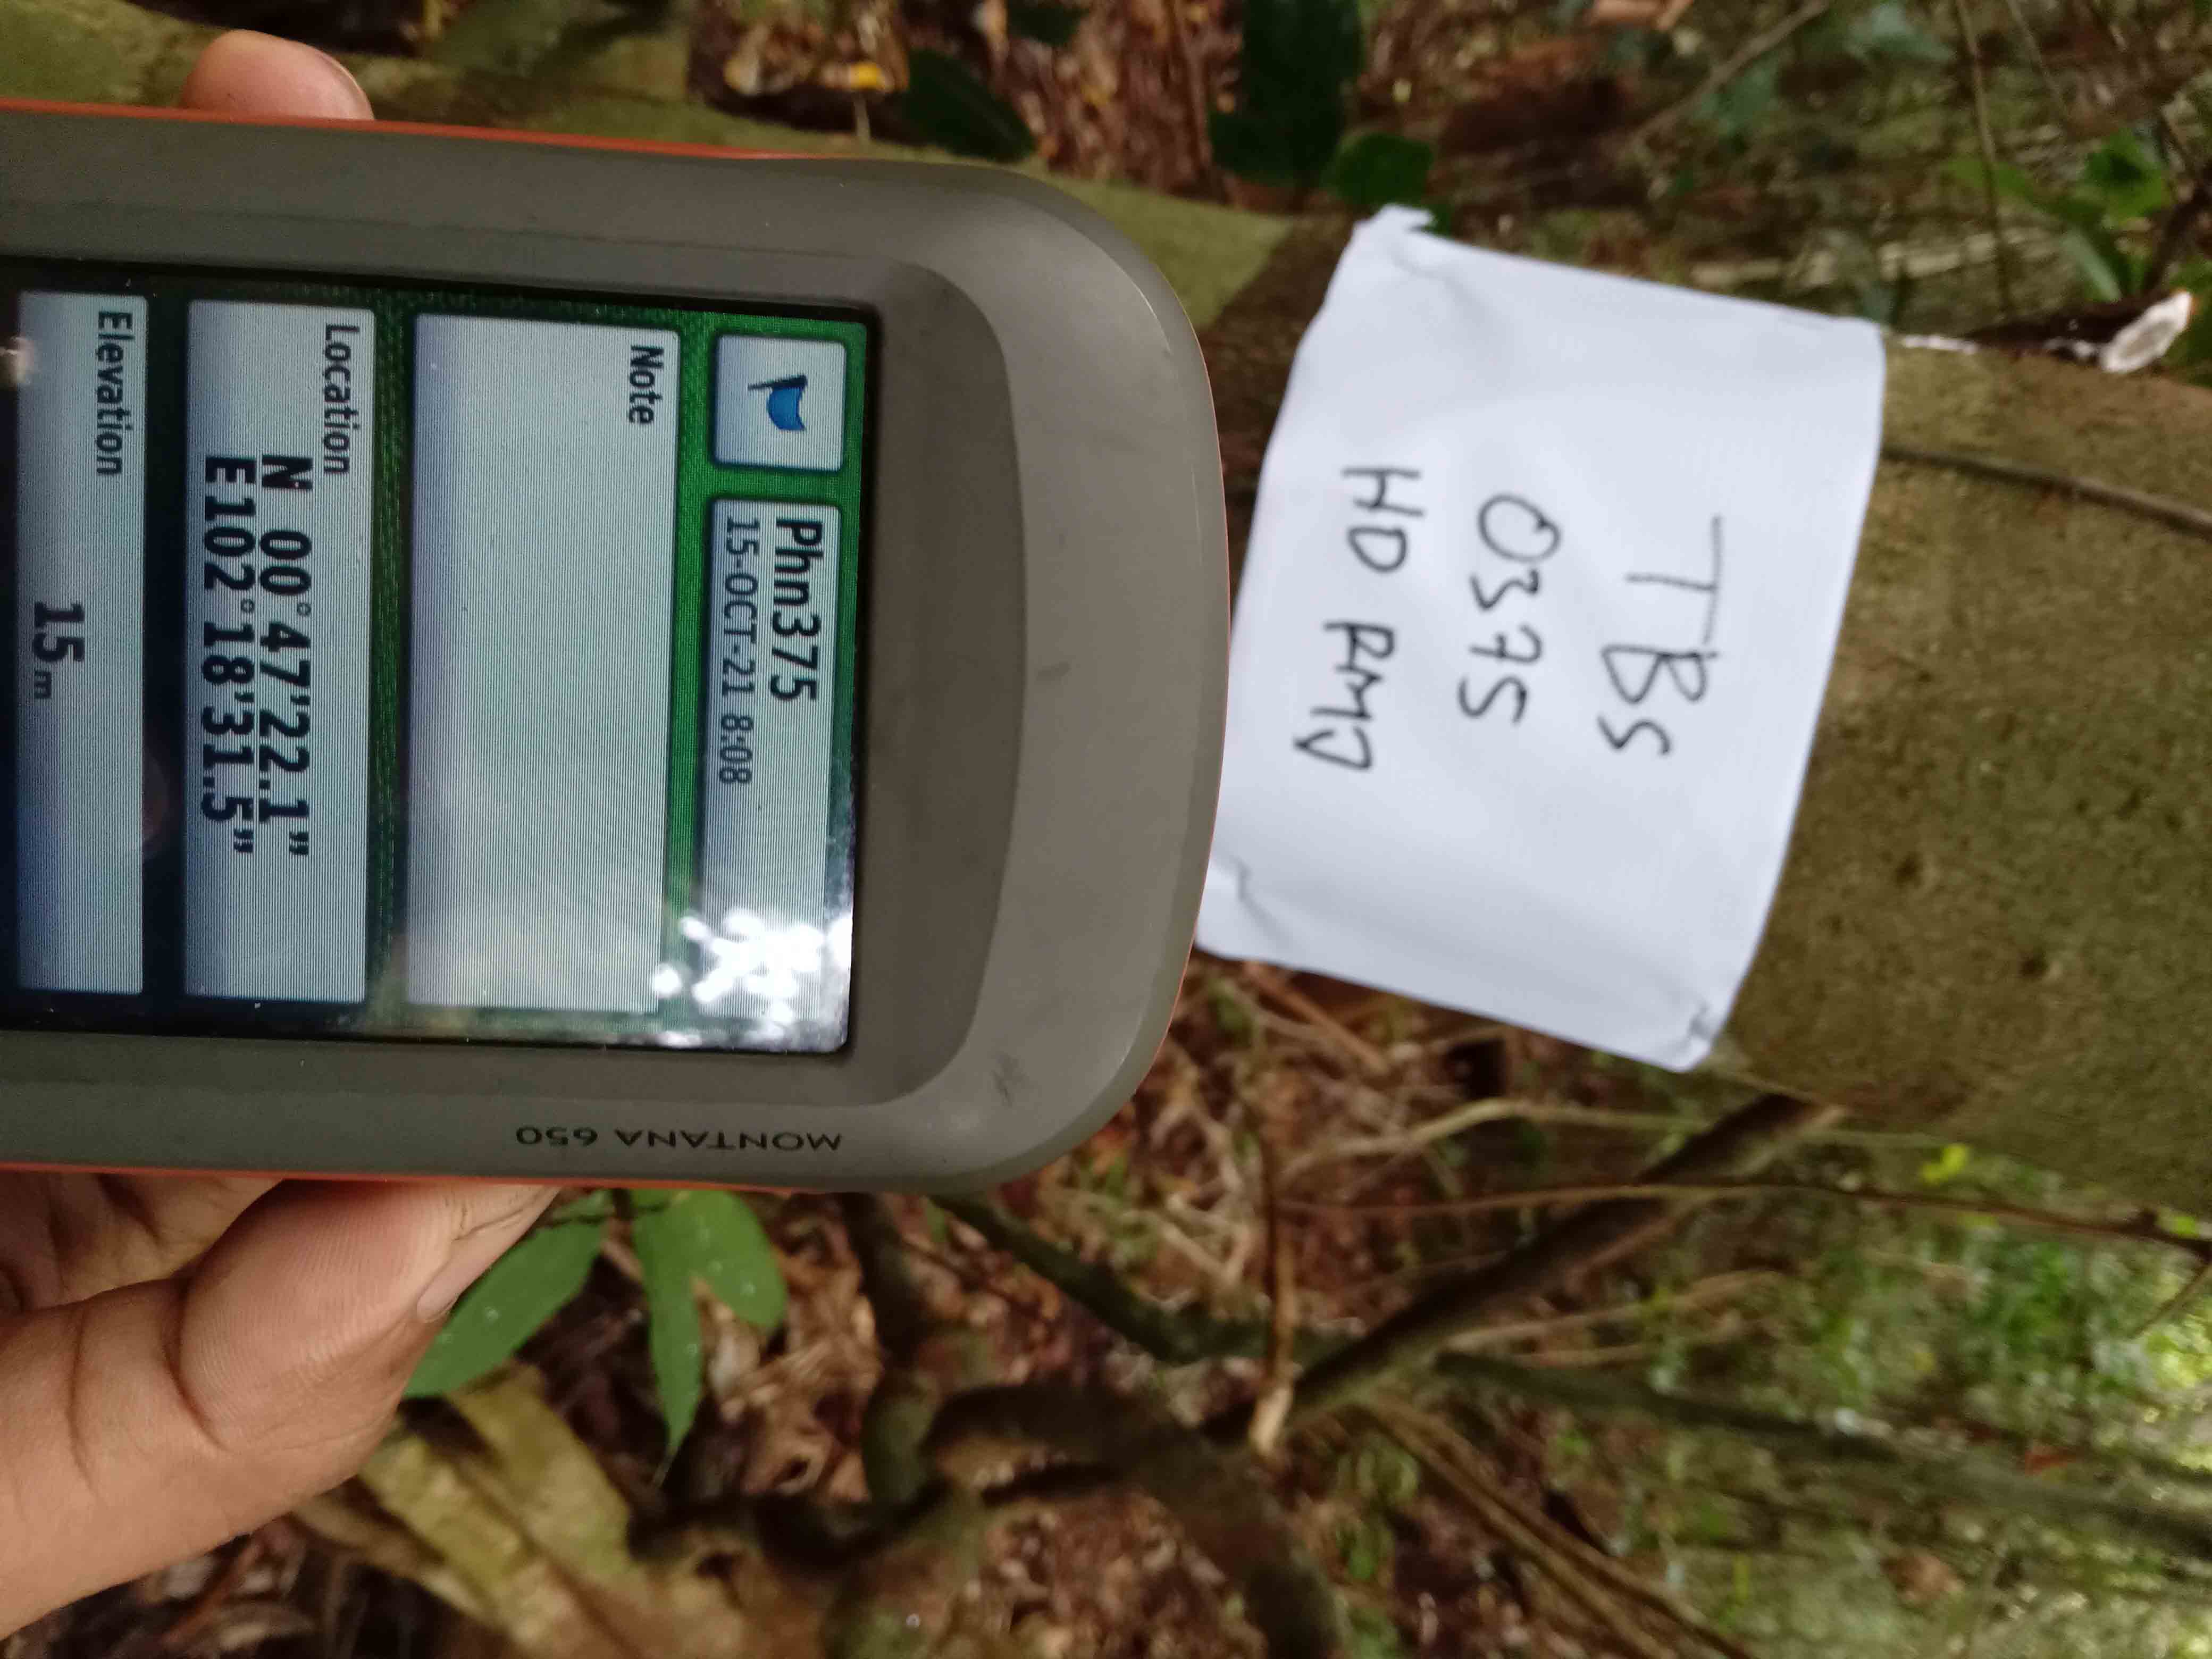 TBS
0375
HD RMJ
Phn375
15-OCT-21 8:08
Note
Location
N 00°47'22.1"
E102°18'31.5"
Elevation
15m
MONTANA 650